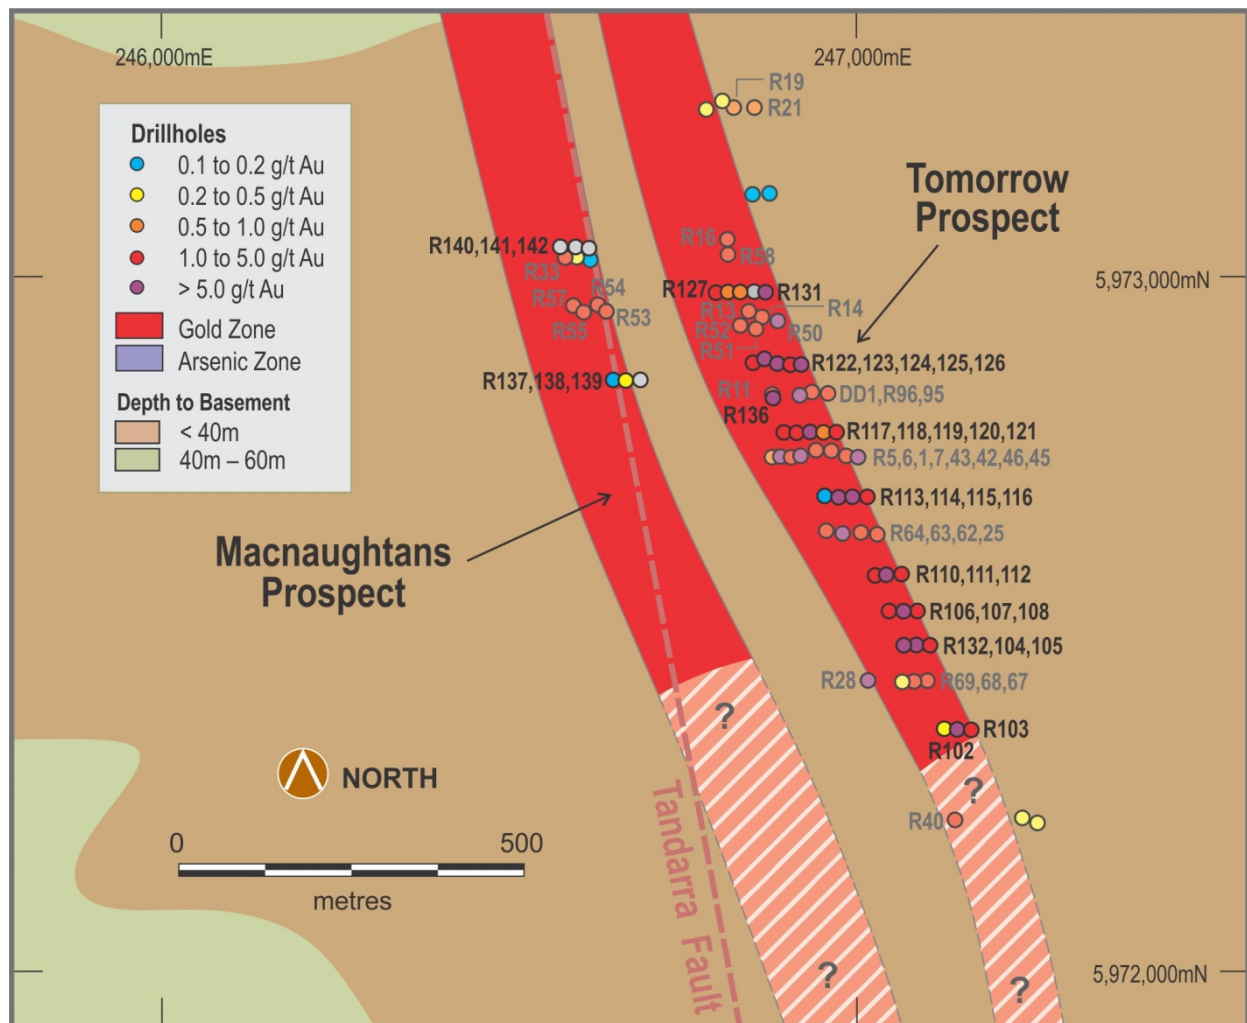 246,000mE
247,000mE
R19
R21
Drillholes
0.1 to 0.2 g/t Au
0.2 to 0.5 g/t Au
0.5 to 1.0 g/t Au
1.0 to 5.0 g/t Au
> 5.0 g/t Au
Gold Zone
Arsenic Zone
Depth to Basement
< 40m
40m – 60m
Tomorrow
Prospect
R140,141,142
R33
R54
R57
R53
R55
R16
R58
5,973,000mN
R127
R131
R13
R14
R52
R50
R51
R122,123,124,125,126
R137,138,139
R11
DD1,R96,95
R136
R117,118,119,120,121
R5,6,1,7,43,42,46,45
R113,114,115,116
R64,63,62,25
Macnaughtans
Prospect
R110,111,112
R106,107,108
R132,104,105
R28
R69,68,67
?
R103
R102
NORTH
?
R40
0
500
metres
Tandarra Fault
?
?
5,972,000mN